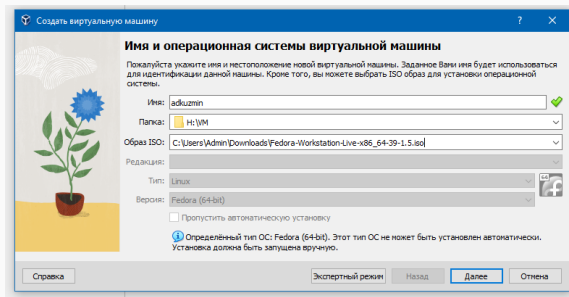 Создать виртуальную машину
Имя и операционная системы виртуальной машины
Пожалуйста укажите имя и местоположение новой виртуальной машины. Заданное Вами имя будет использоваться
для идентификации данной машины. Кроме того, вы можете выбрать ISO образ для установки операционной
системы.
Имя: adkuzmin
Папка: H:\VM
Образ ISO: C:\Users\Admin\Downloads\Fedora-Workstation-Live-x86_64-39-1.5.iso
Редакция:
Тип: Linux
Версия: Fedora (64-bit)
64
Пропустить автоматическую установку
Определённый тип ОС: Fedora (64-bit). Этот тип ОС не может быть установлен автоматически.
Установка должна быть запущена вручную.
Справка Экспертный режим Назад Далее Отмена